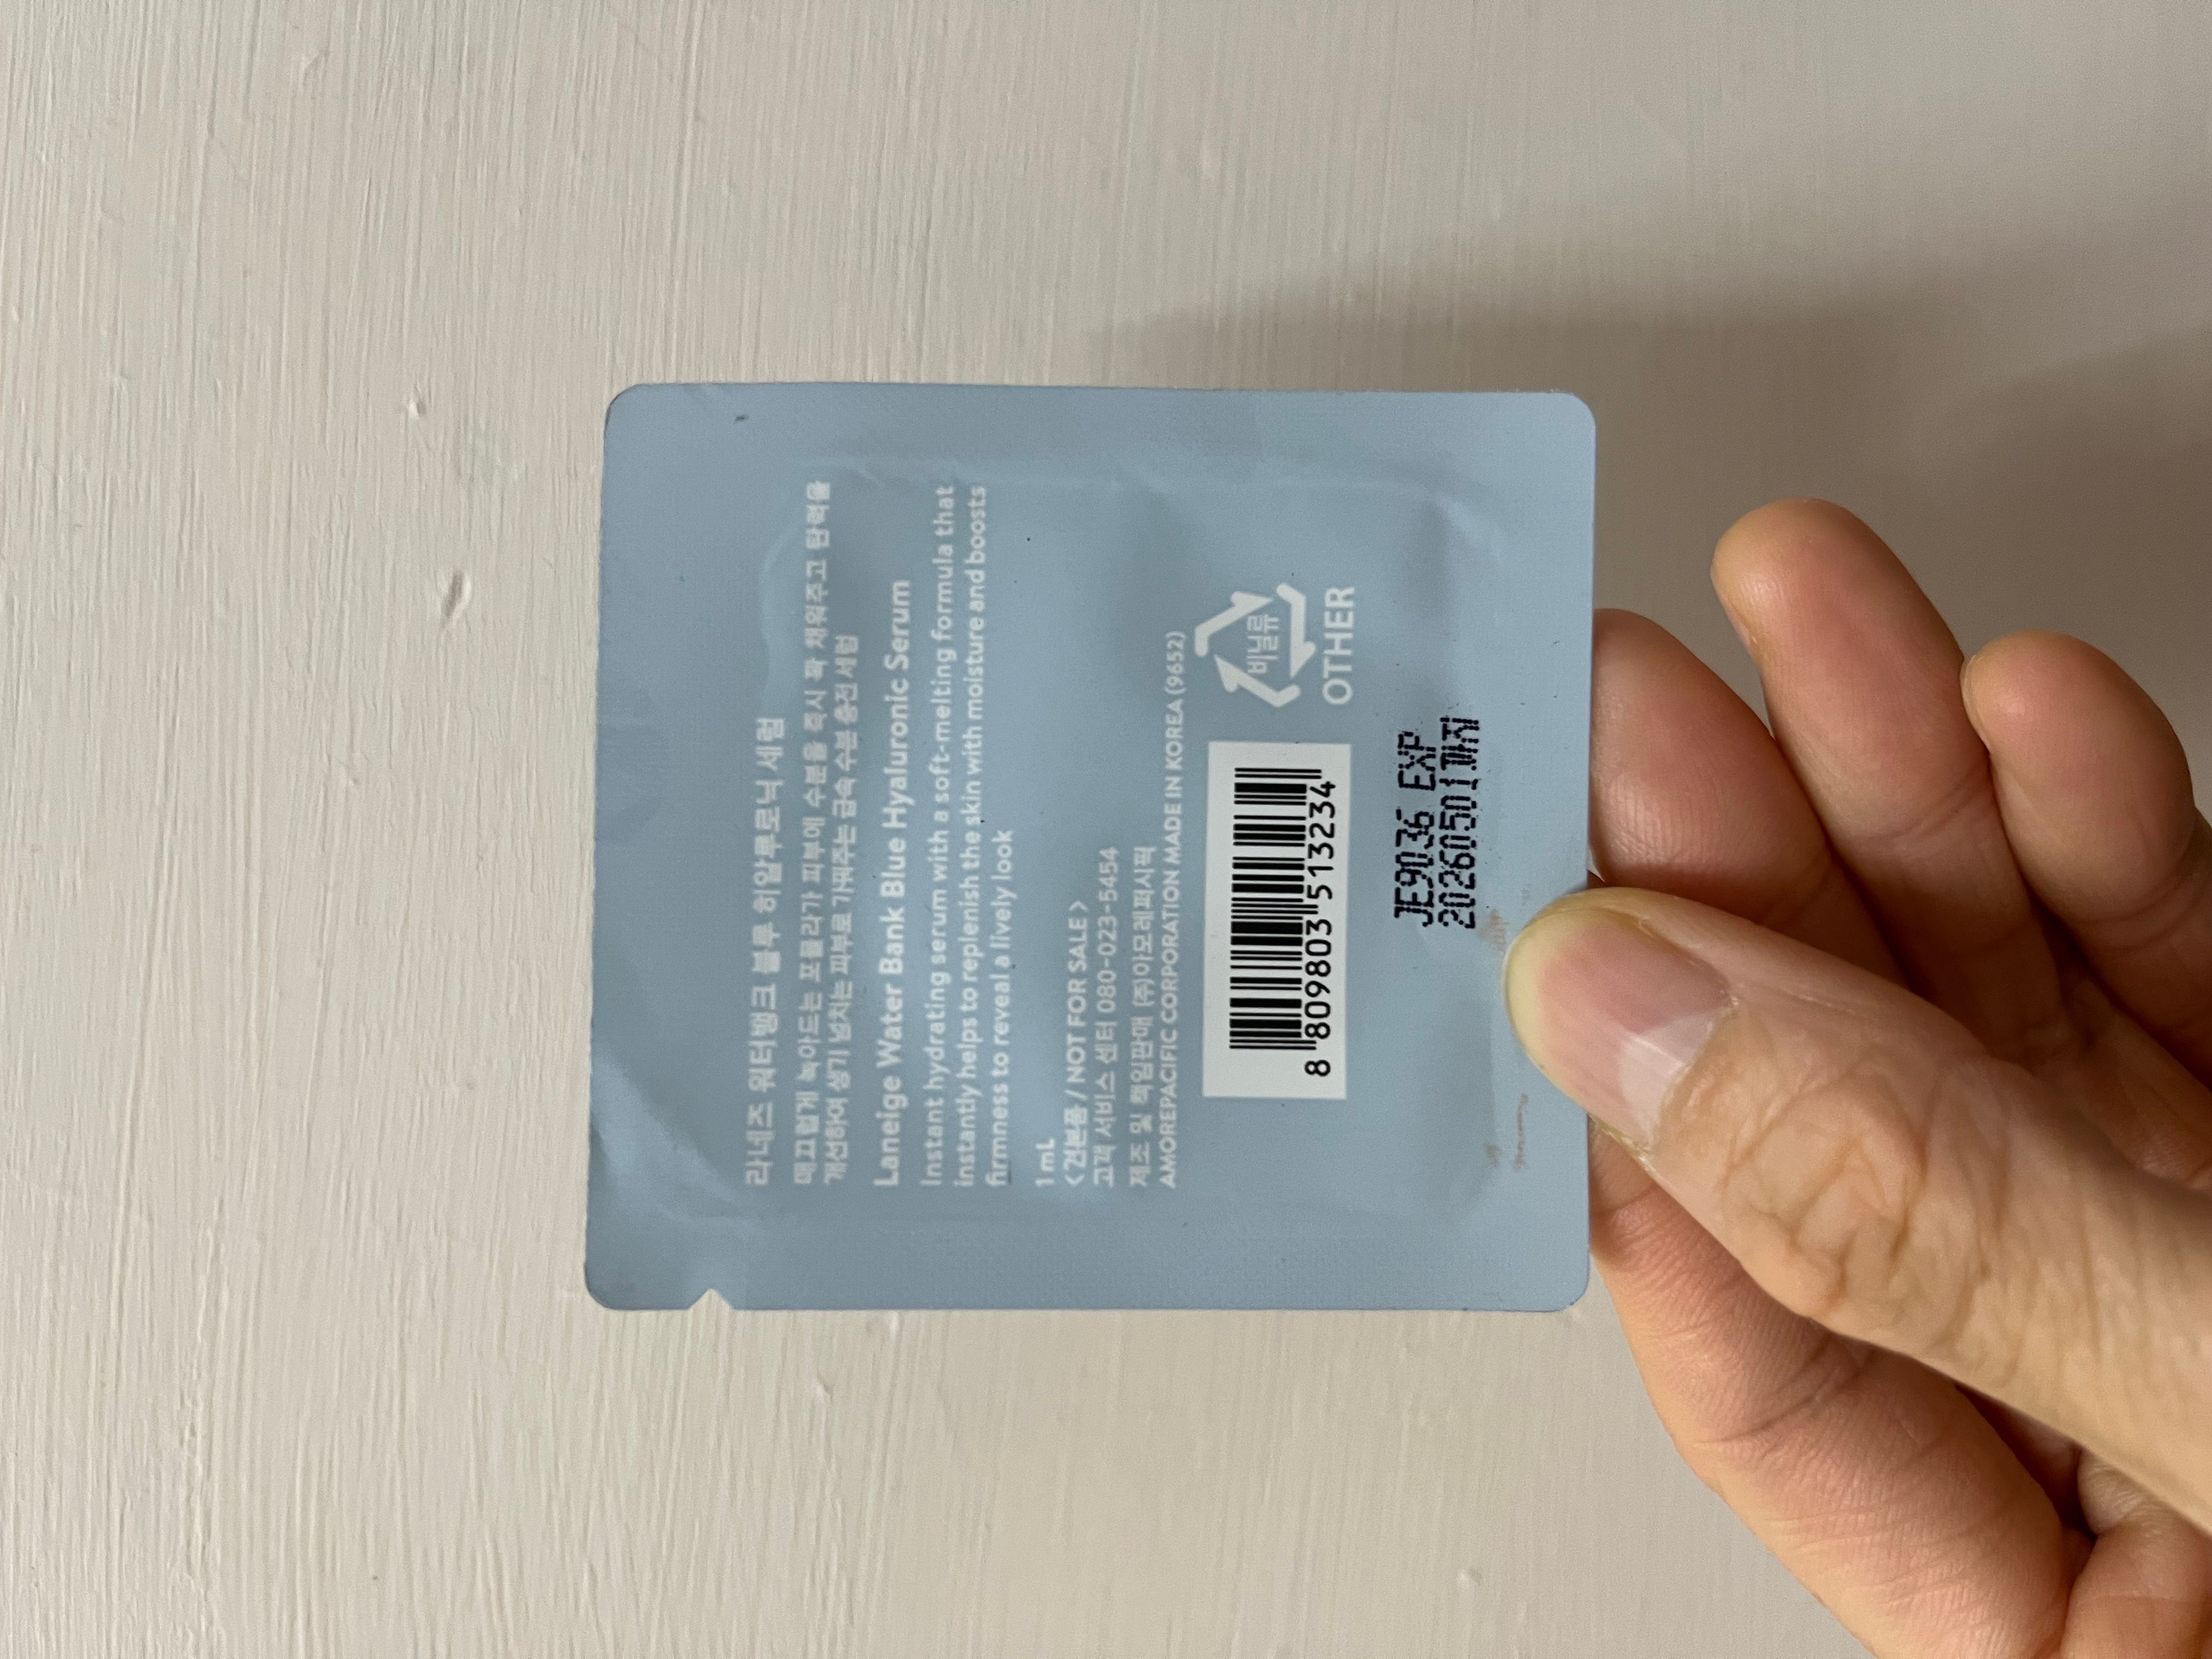 라네즈 워터뱅크 블루 히알루로닉 세럼
매끄럽게 녹아드는 포뮬라가 피부에 수분을 즉시 꽉 채워주고 탄력을
개선하여 생기 넘치는 피부로 가꿔주는 급속 수분 충전 세럼
Laneige Water Bank Blue Hyaluronic Serum
Instant hydrating serum with a soft-melting formula that
instantly helps to replenish the skin with moisture and boosts
firmness to reveal a lively look
1 mL
<견본품 / NOT FOR SALE>
고객 서비스 센터 080-023-5454
제조 및 책임판매 (주)아모레퍼시픽
AMOREPACIFIC CORPORATION MADE IN KOREA (9652)
8 809803 513234
비닐류
OTHER
JE9036 EXP
20260501까지